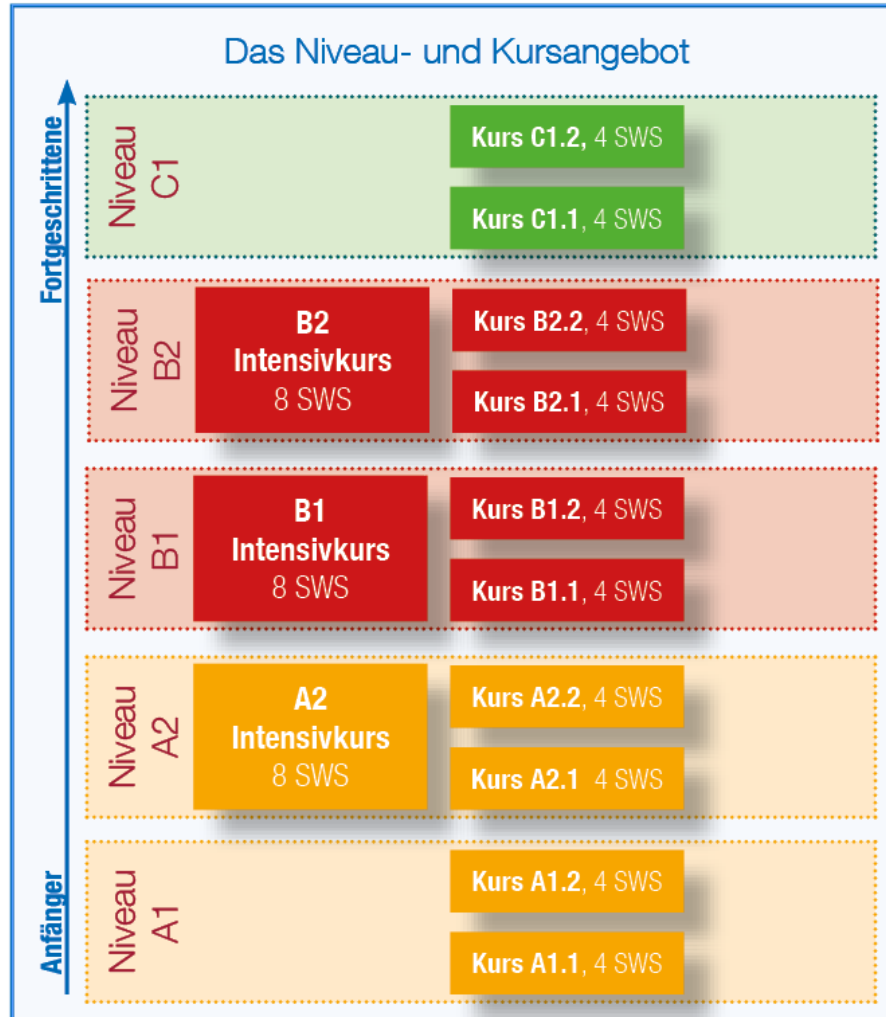 Das Niveau- und Kursangebot
Fortgeschrittene
Niveau
C1
Kurs C1.2, 4 SWS
Kurs C1.1, 4 SWS
Niveau
B2
B2
Intensivkurs
8 SWS
Kurs B2.2, 4 SWS
Kurs B2.1, 4 SWS
Niveau
B1
B1
Intensivkurs
8 SWS
Kurs B1.2, 4 SWS
Kurs B1.1, 4 SWS
Niveau
A2
A2
Intensivkurs
8 SWS
Kurs A2.2, 4 SWS
Kurs A2.1 4 SWS
Anfänger
Niveau
A1
Kurs A1.2, 4 SWS
Kurs A1.1, 4 SWS